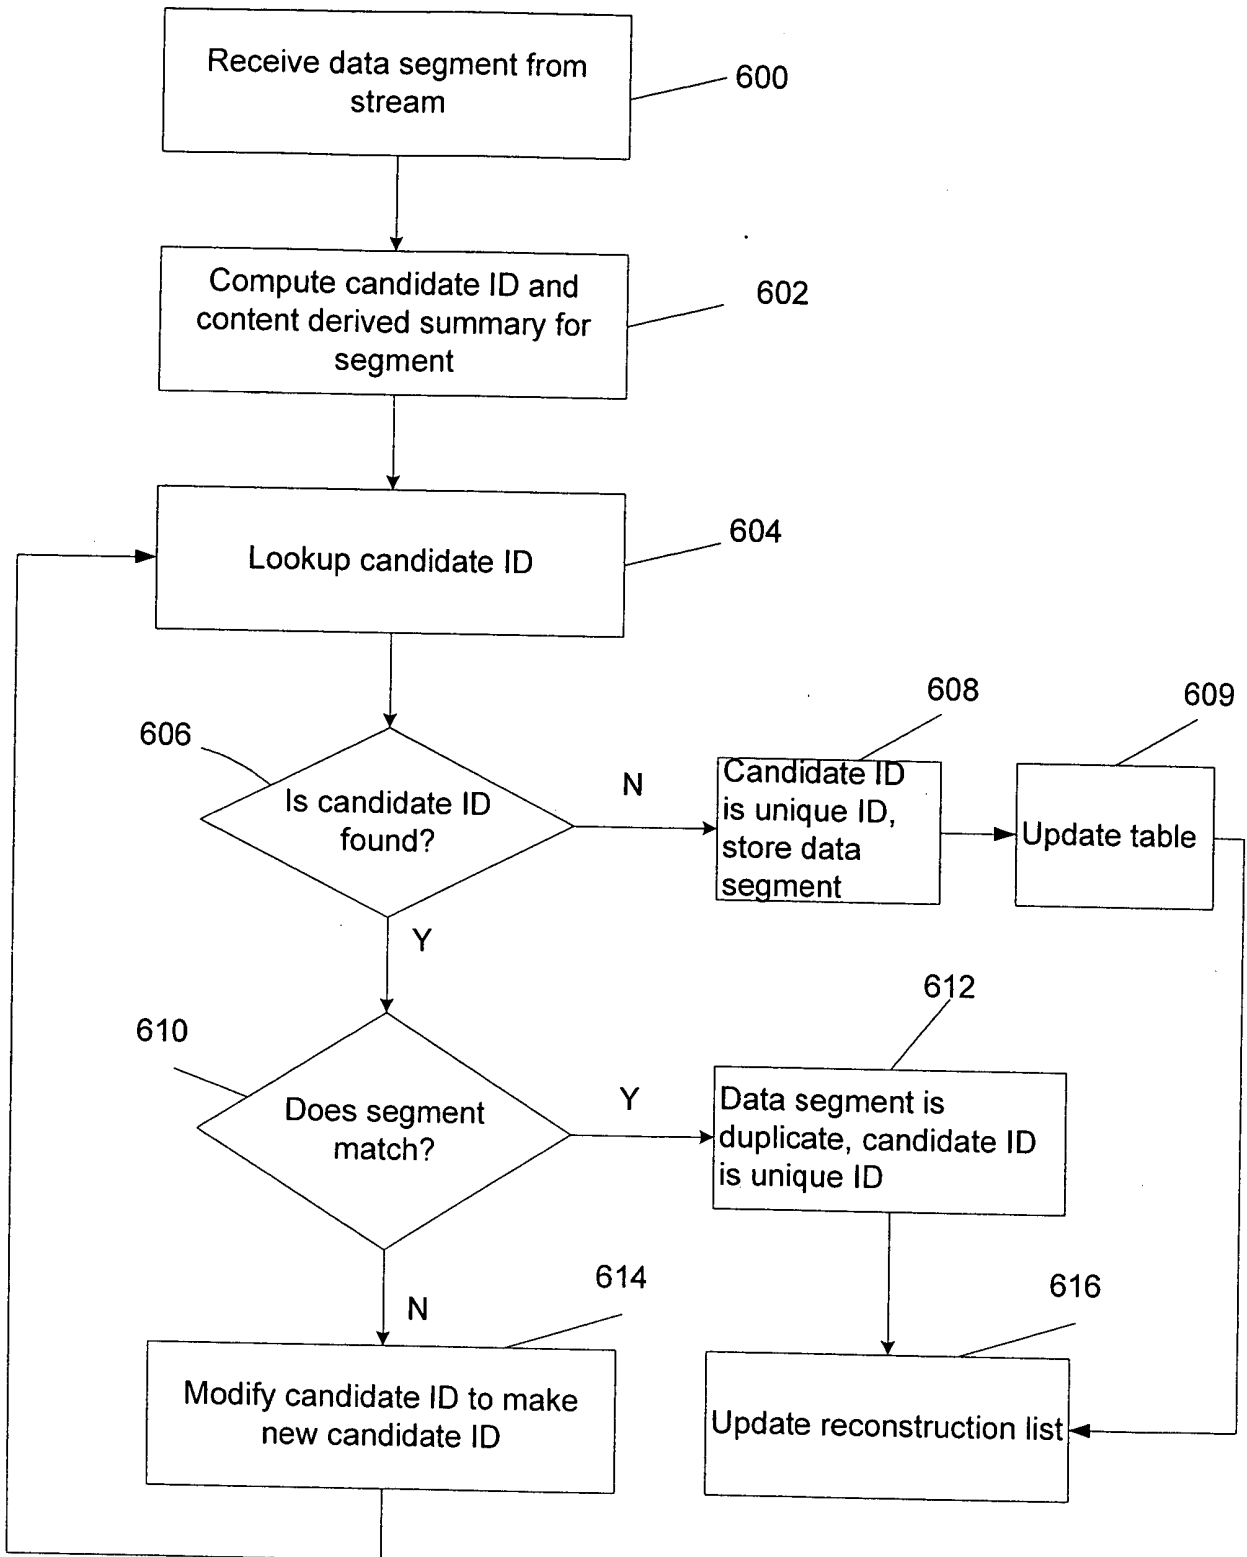 Receive data segment from
stream
600
Compute candidate ID and
content derived summary for
segment
602
Lookup candidate ID
604
606
Is candidate ID
found?
N
Y
608
Candidate ID
is unique ID,
store data
segment
609
Update table
610
Does segment
match?
Y
N
612
Data segment is
duplicate, candidate ID
is unique ID
614
Modify candidate ID to make
new candidate ID
616
Update reconstruction list